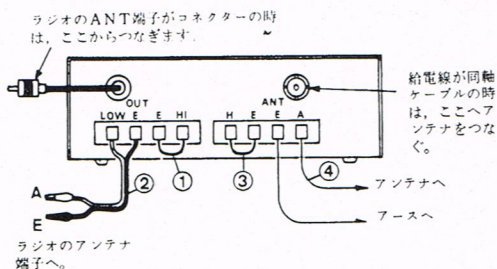 ラジオのANT端子がコネクターの時
は，ここからつなぎます.
給電線が同軸
ケーブルの時
は，ここへア
ンテナをつな
ぐ。
OUT
ANT
LOW E E HI
H E E A
① ② ③ ④
A
E
アンテナへ
アースへ
ラジオのアンテナ
端子へ。